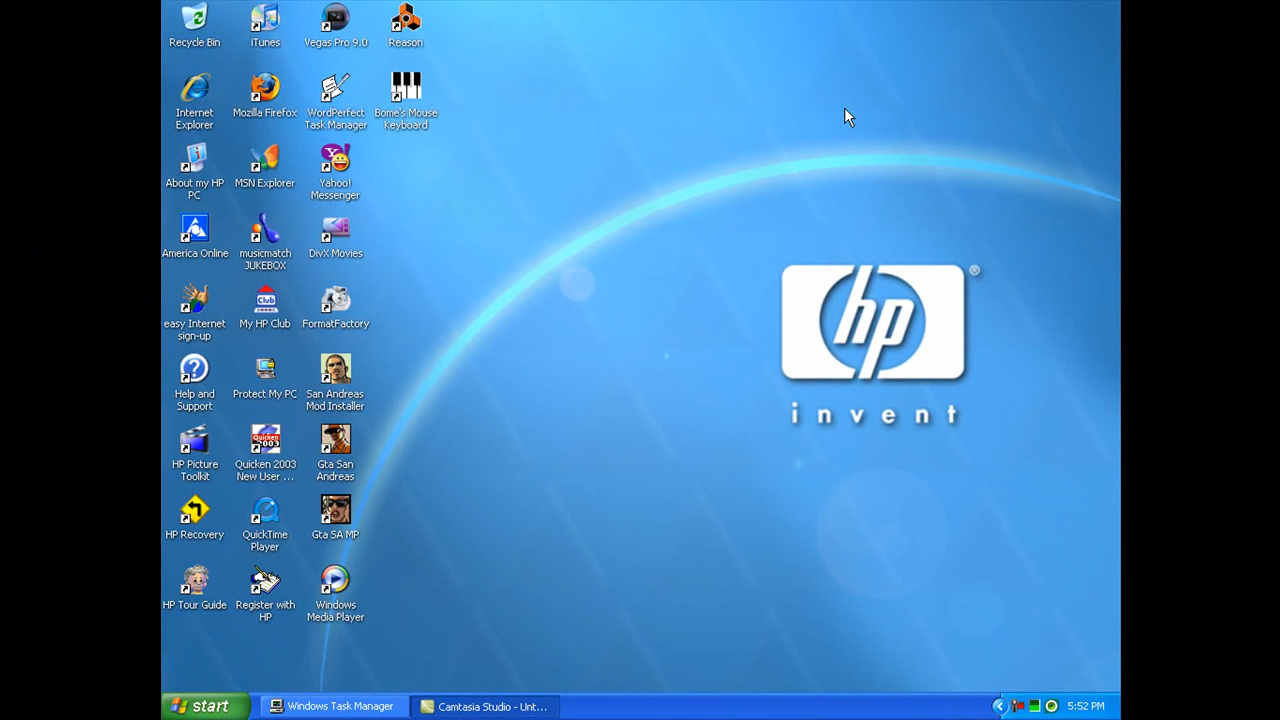 Recycle Bin
iTunes
Vegas Pro 9.0
Reason
Internet
Explorer
Mozilla Firefox
WordPerfect
Task Manager
Bome's Mouse
Keyboard
About my HP
PC
MSN Explorer
Yahoo!
Messenger
America Online
musicmatch
JUKEBOX
DivX Movies
easy Internet
sign-up
Club
My HP Club
FormatFactory
Help and
Support
Protect My PC
San Andreas
Mod Installer
HP Picture
Toolkit
Quicken
2003
Quicken 2003
New User ...
Gta San
Andreas
HP Recovery
QuickTime
Player
Gta SA MP
HP Tour Guide
Register with
HP
Windows
Media Player
hp
®
invent
start
Windows Task Manager
Camtasia Studio - Unt...
5:52 PM